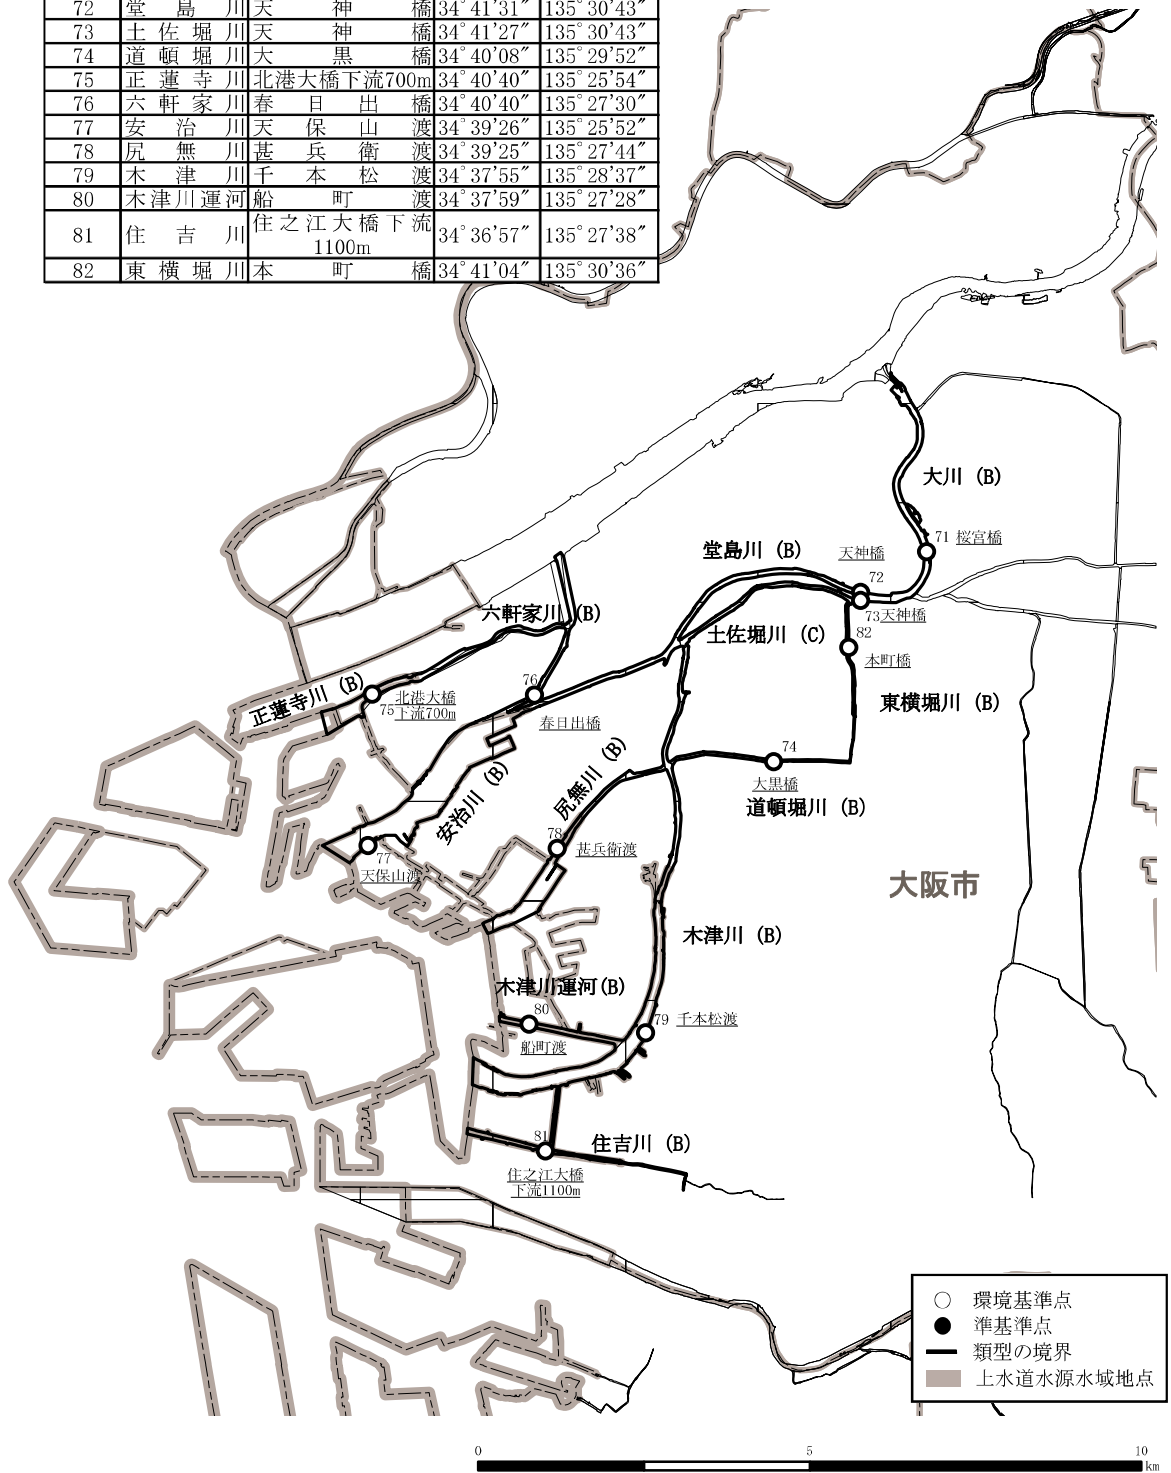 72 堂島川 天神橋 34°41'31" 135°30'43"
73 土佐堀川 天神橋 34°41'27" 135°30'43"
74 道頓堀川 大黒橋 34°40'08" 135°29'52"
75 正蓮寺川 北港大橋下流700m 34°40'40" 135°25'54"
76 六軒家川 春日出橋 34°40'40" 135°27'30"
77 安治川 天保山渡 34°39'26" 135°25'52"
78 尻無川 甚兵衛渡 34°39'25" 135°27'44"
79 木津川 千本松渡 34°37'55" 135°28'37"
80 木津川運河 船町渡 34°37'59" 135°27'28"
81 住吉川 住之江大橋下流
1100m 34°36'57" 135°27'38"
82 東横堀川 本町橋 34°41'04" 135°30'36"
大川 (B)
71 桜宮橋
堂島川 (B)
天神橋
72
73天神橋
六軒家川 (B)
土佐堀川 (C)
82
本町橋
76
正蓮寺川 (B)
75
北港大橋
下流700m
春日出橋
東横堀川 (B)
74
大黒橋
道頓堀川 (B)
尻無川 (B)
安治川 (B)
78
甚兵衛渡
77
天保山渡
大阪市
木津川 (B)
木津川運河(B)
80
船町渡
79 千本松渡
81
住吉川 (B)
住之江大橋
下流1100m
環境基準点
準基準点
類型の境界
上水道水源水域地点
0 5 10
km